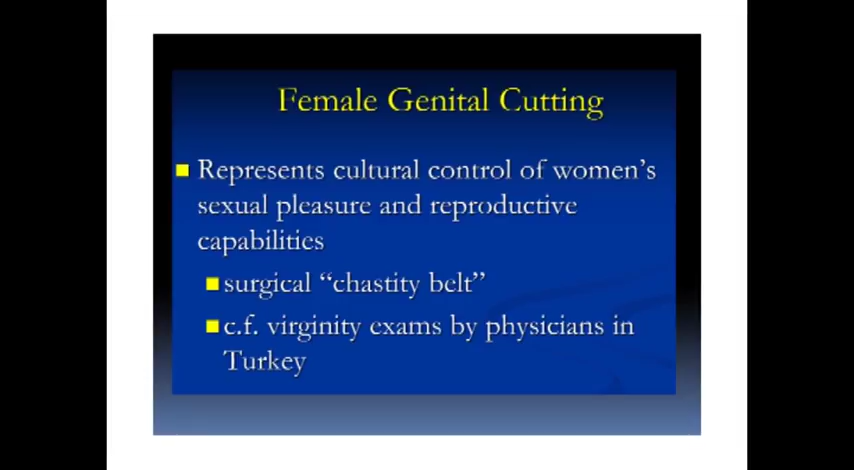 Female Genital Cutting
Represents cultural control of women's
sexual pleasure and reproductive
capabilities
surgical “chastity belt”
c.f. virginity exams by physicians in
Turkey